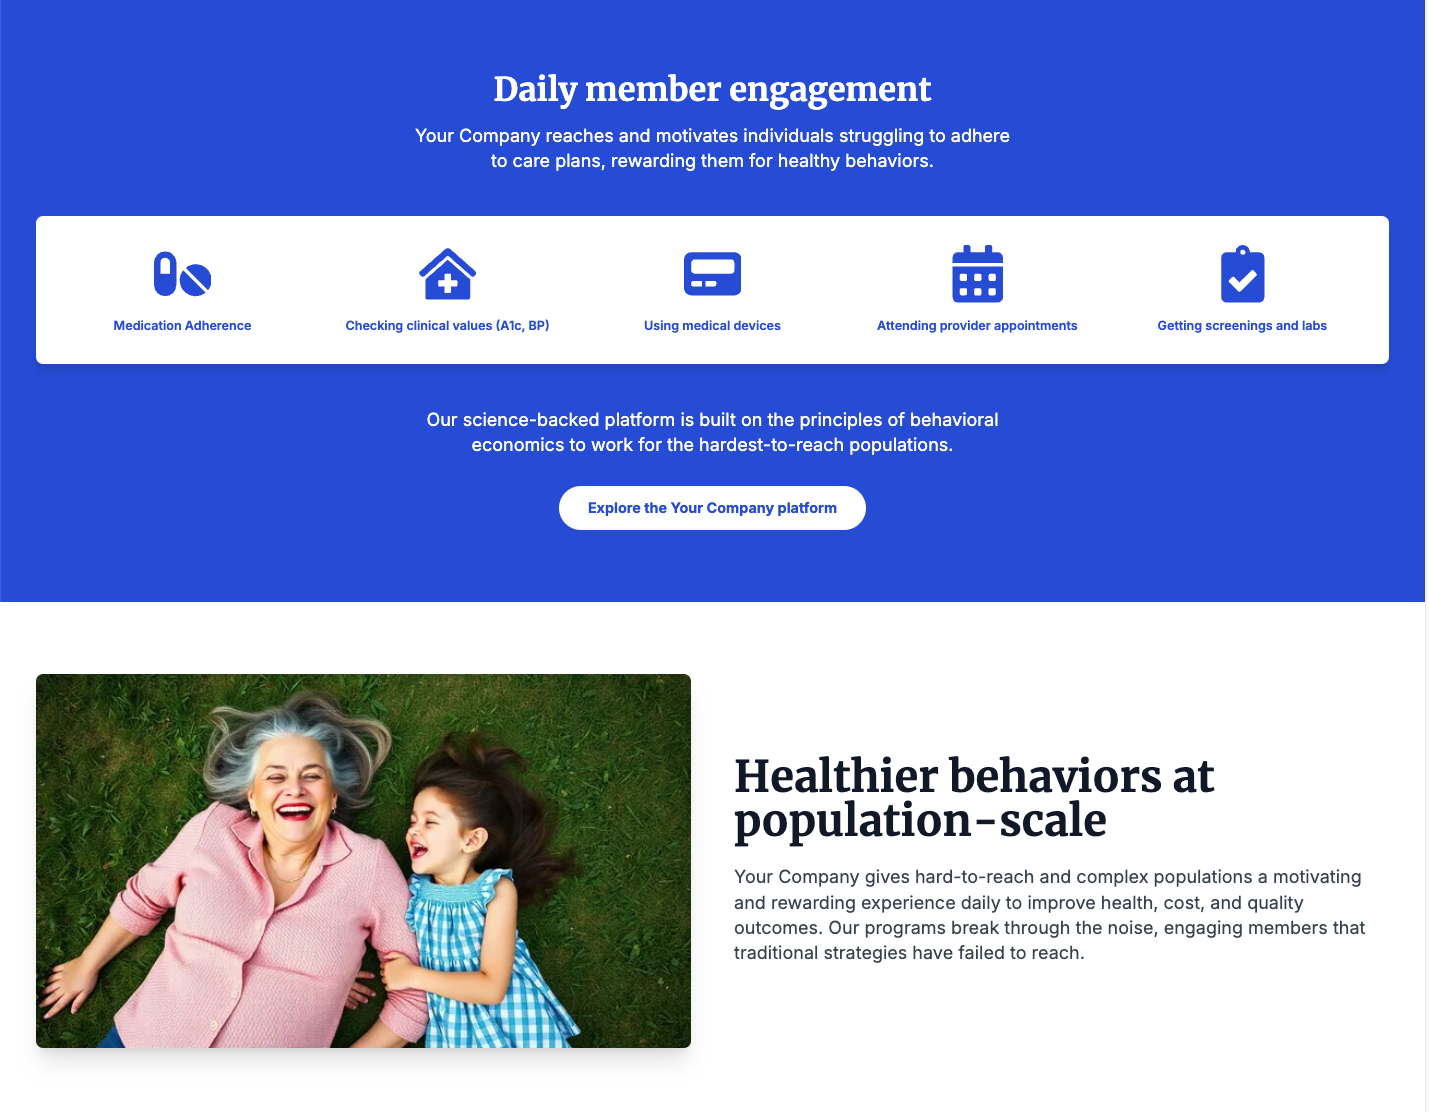 Daily member engagement
Your Company reaches and motivates individuals struggling to adhere
to care plans, rewarding them for healthy behaviors.
Medication Adherence
Checking clinical values (A1c, BP)
Using medical devices
Attending provider appointments
Getting screenings and labs
Our science-backed platform is built on the principles of behavioral
economics to work for the hardest-to-reach populations.
Explore the Your Company platform
Healthier behaviors at
population-scale
Your Company gives hard-to-reach and complex populations a motivating
and rewarding experience daily to improve health, cost, and quality
outcomes. Our programs break through the noise, engaging members that
traditional strategies have failed to reach.